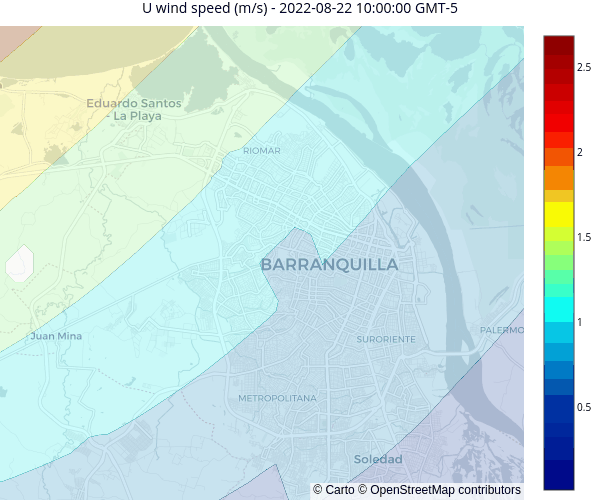 U wind speed (m/s) - 2022-08-22 10:00:00 GMT-5
2.5
Eduardo Santos
- La Playa
RIOMAR
2
1.5
BARRANQUILLA
1
Juan Mina
SURORIENTE
PALERMO
METROPOLITANA
0.5
Soledad
© Carto © OpenStreetMap contributors